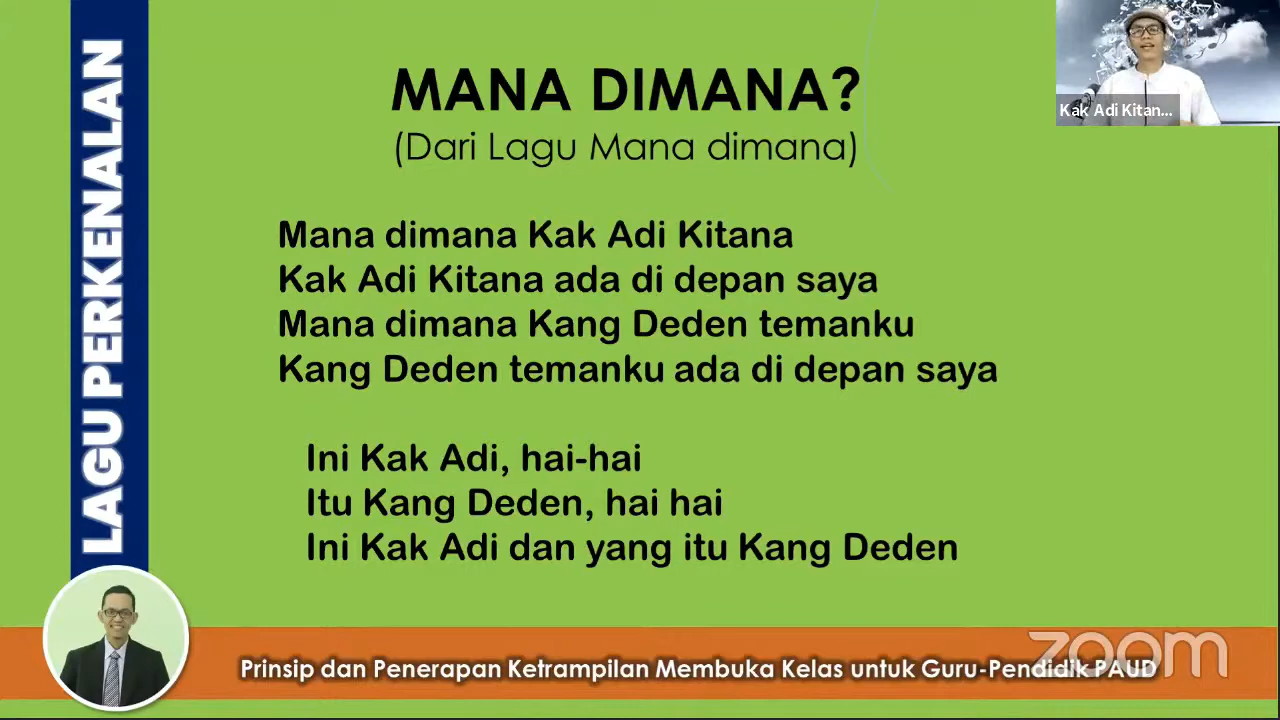 LAGU PERKENALAN
MANA DIMANA?
(Dari Lagu Mana dimana)
Mana dimana Kak Adi Kitana
Kak Adi Kitana ada di depan saya
Mana dimana Kang Deden temanku
Kang Deden temanku ada di depan saya
Ini Kak Adi, hai-hai
Itu Kang Deden, hai hai
Ini Kak Adi dan yang itu Kang Deden
Prinsip dan Penerapan Ketrampilan Membuka Kelas untuk Guru-Pendidik PAUD
Kak Adi Kitan...
zoom